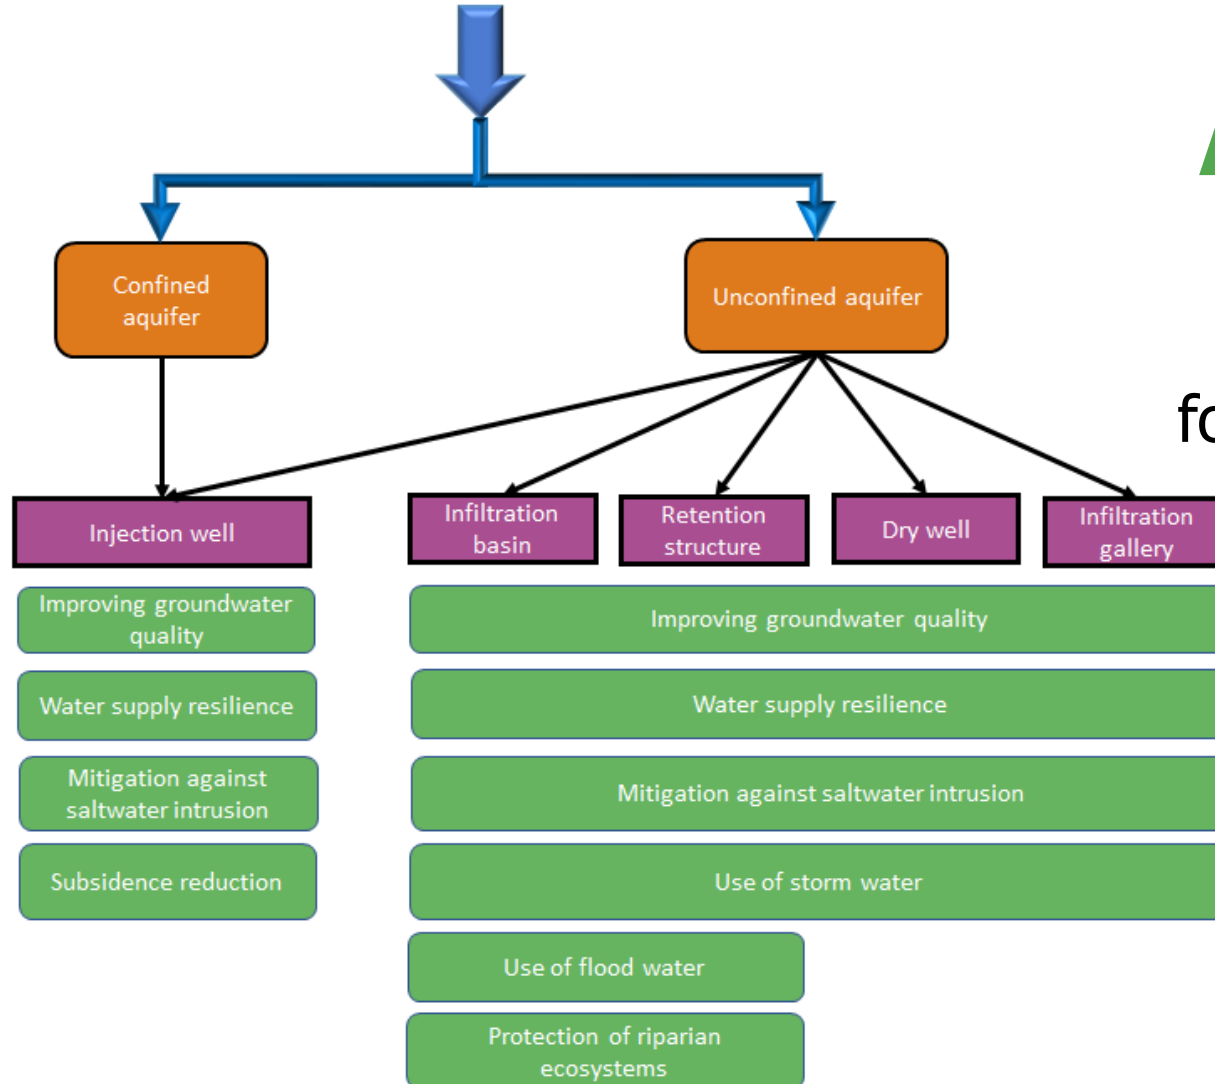 Confined
aquifer
Unconfined aquifer
fo
Injection well
Infiltration
basin
Retention
structure
Dry well
Infiltration
gallery
Improving groundwater
quality
Improving groundwater quality
Water supply resilience
Water supply resilience
Mitigation against
saltwater intrusion
Mitigation against saltwater intrusion
Subsidence reduction
Use of storm water
Use of flood water
Protection of riparian
ecosystems